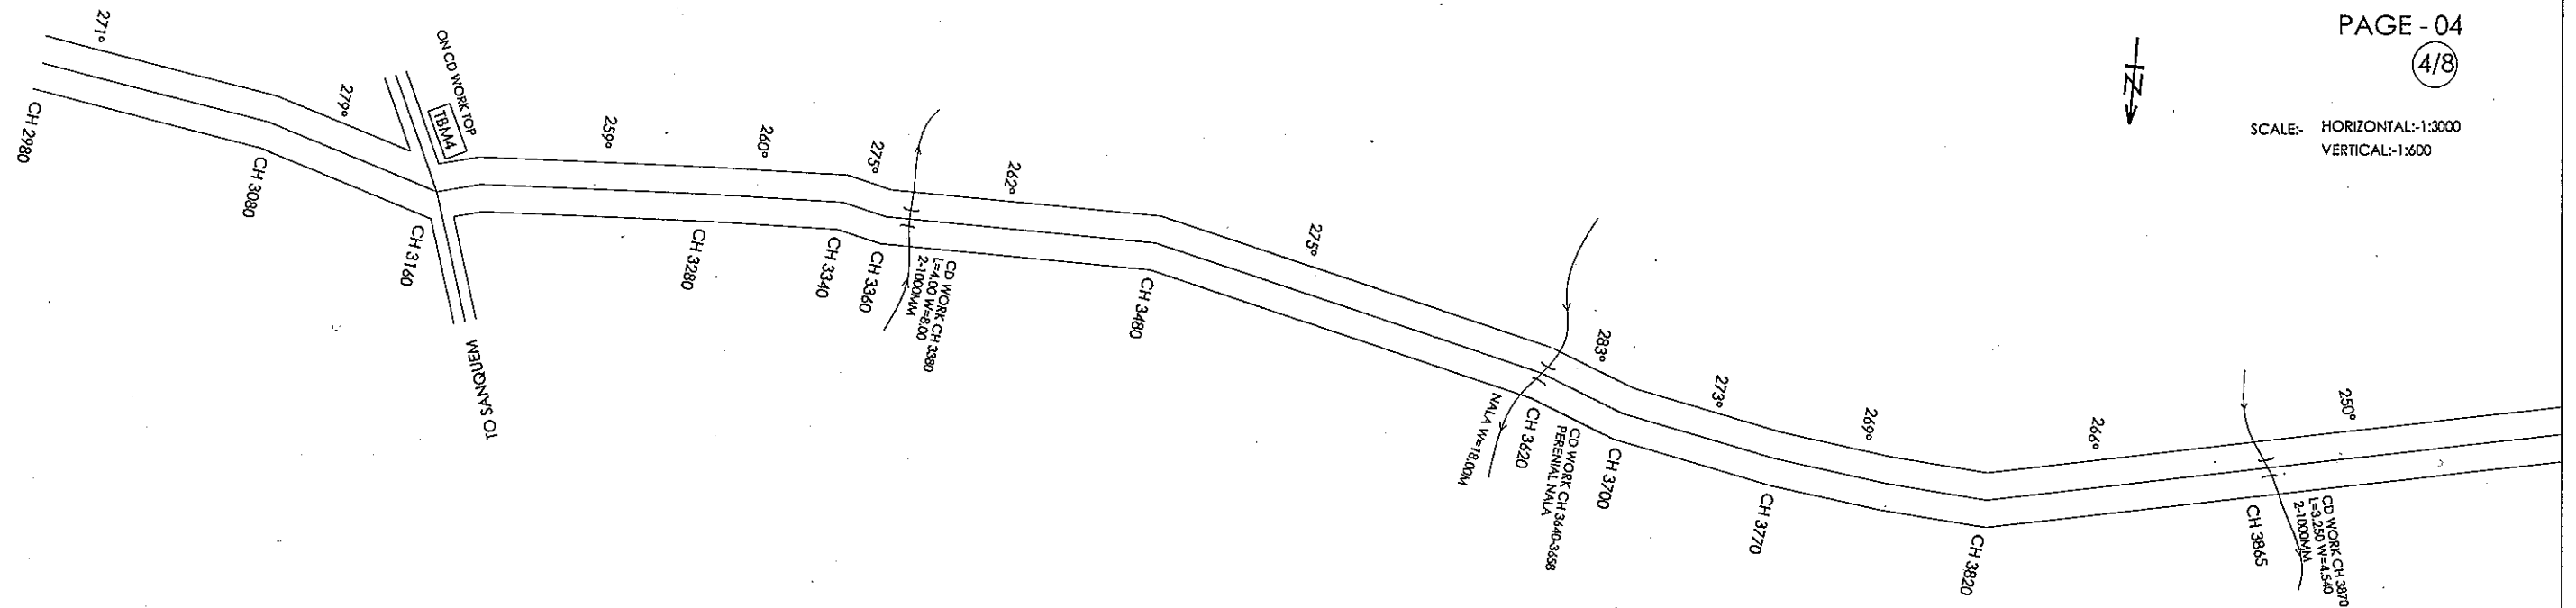 PAGE - 04
4/8
N
SCALE:- HORIZONTAL:-1:3000
VERTICAL:-1:600
271°
279°
ON CD WORK TOP
TBM4
259°
260°
275°
262°
275°
283°
273°
269°
266°
250°
CH 2980
CH 3080
CH 3160
TO SANQUEM
CH 3280
CH 3340
CH 3360
CD WORK CH 3380
L=4.00 W=8.00
2-1000MM
CH 3480
NALA W=18.00M
CH 3620
CD WORK CH 3640-3658
PERENIAL NALA
CH 3700
CH 3770
CH 3820
CH 3865
CD WORK CH 3870
L=3.250 W=4.540
2-1000MM